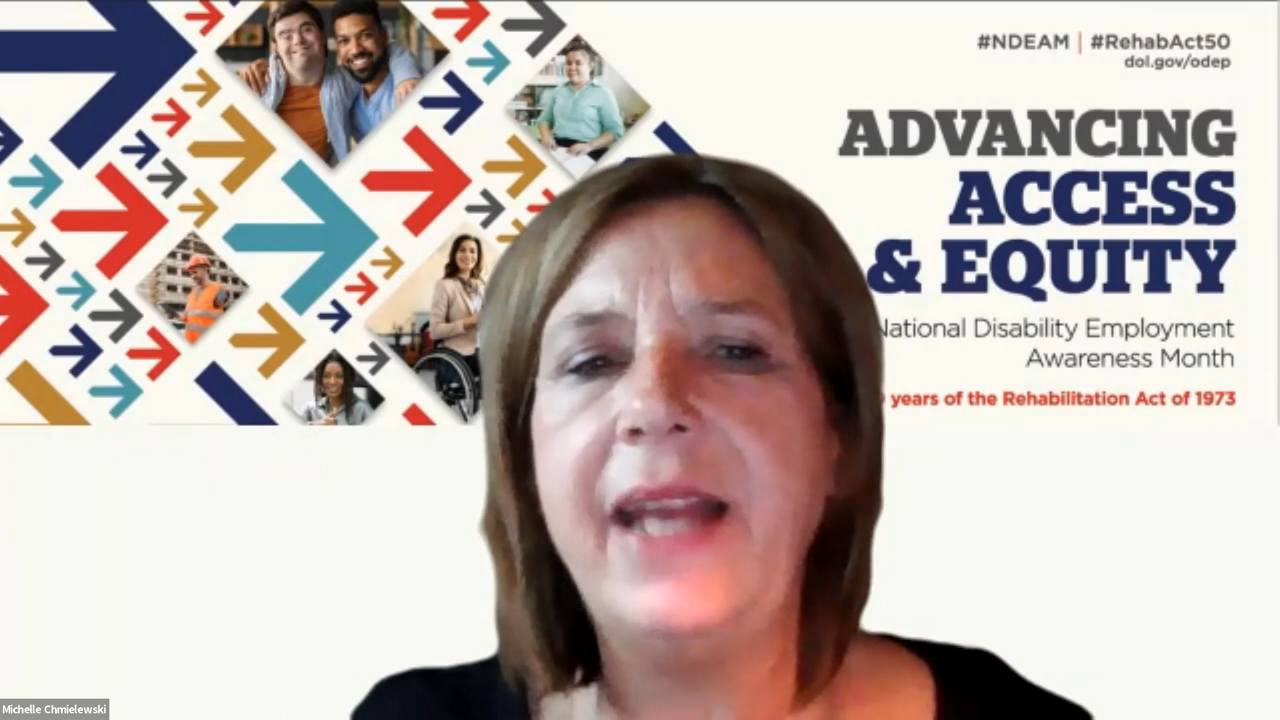 #NDEAM | #RehabAct50
dol.gov/odep
ADVANCING
ACCESS
& EQUITY
National Disability Employment
Awareness Month
years of the Rehabilitation Act of 1973
Michelle Chmielewski